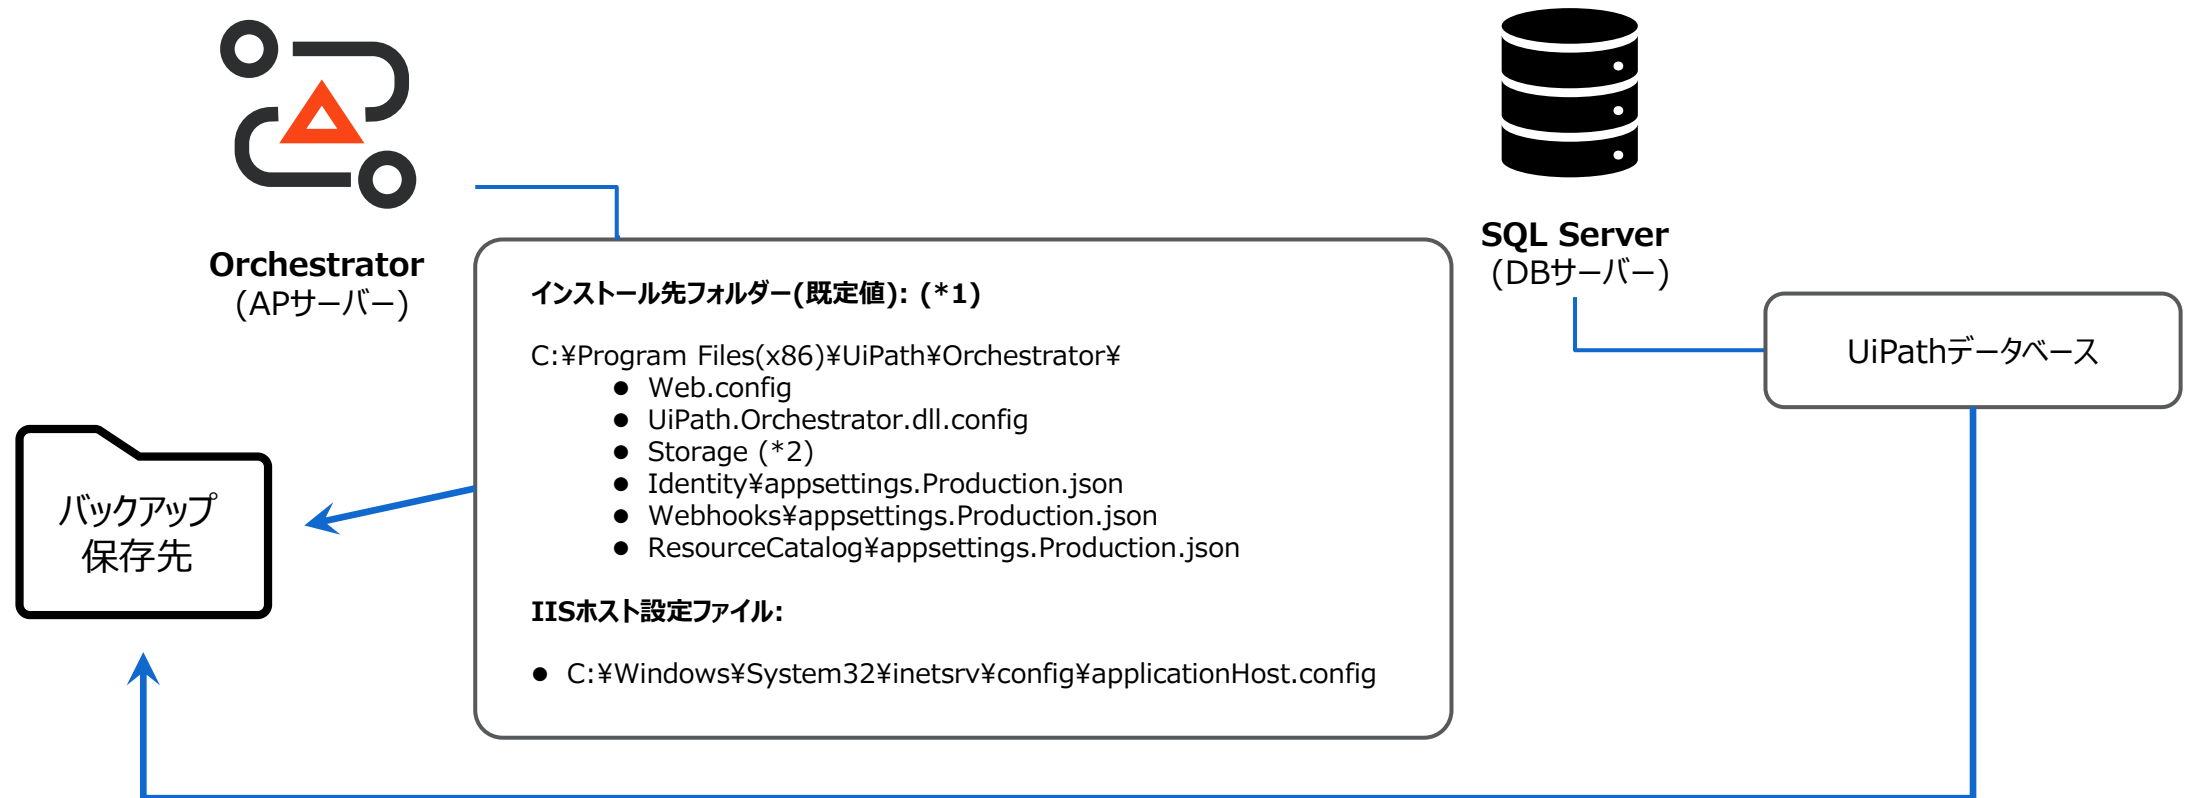 Orchestrator
(APサーバー)
インストール先フォルダー(既定値): (*1)
C:¥Program Files(x86)¥UiPath¥Orchestrator¥
● Web.config
● UiPath.Orchestrator.dll.config
● Storage (*2)
● Identity¥appsettings.Production.json
● Webhooks¥appsettings.Production.json
● ResourceCatalog¥appsettings.Production.json
IISホスト設定ファイル:
● C:¥Windows¥System32¥inetsrv¥config¥applicationHost.config
SQL Server
(DBサーバー)
UiPathデータベース
バックアップ
保存先